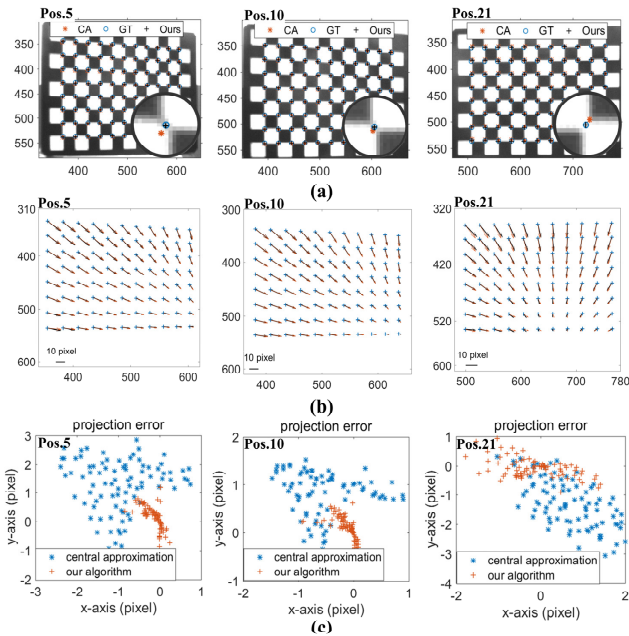 Pos.5
Pos.10
Pos.21
CA GT Ours
CA GT Ours
CA GT Ours
350
400
450
500
550
400 500 600
350
400
450
500
550
400 500 600
350
400
450
500
550
500 600 700
(a)
Pos.5
Pos.10
Pos.21
310
400
500
600
10 pixel
400 500 600
300
400
500
600
10 pixel
400 500 600
320
420
520
600
10 pixel
500 600 700 780
(b)
projection error
projection error
projection error
Pos.5
Pos.10
Pos.21
3
2
1
0
-1
-2
y-axis (pixel)
central approximation
our algorithm
-3 -2 -1 0 1
x-axis (pixel)
2
1
0
-1
y-axis (pixel)
central approximation
our algorithm
-2 -1 0 1
x-axis (pixel)
1
0
-1
-2
-3
-4
y-axis (pixel)
central approximation
our algorithm
-2 0 2
x-axis (pixel)
(c)